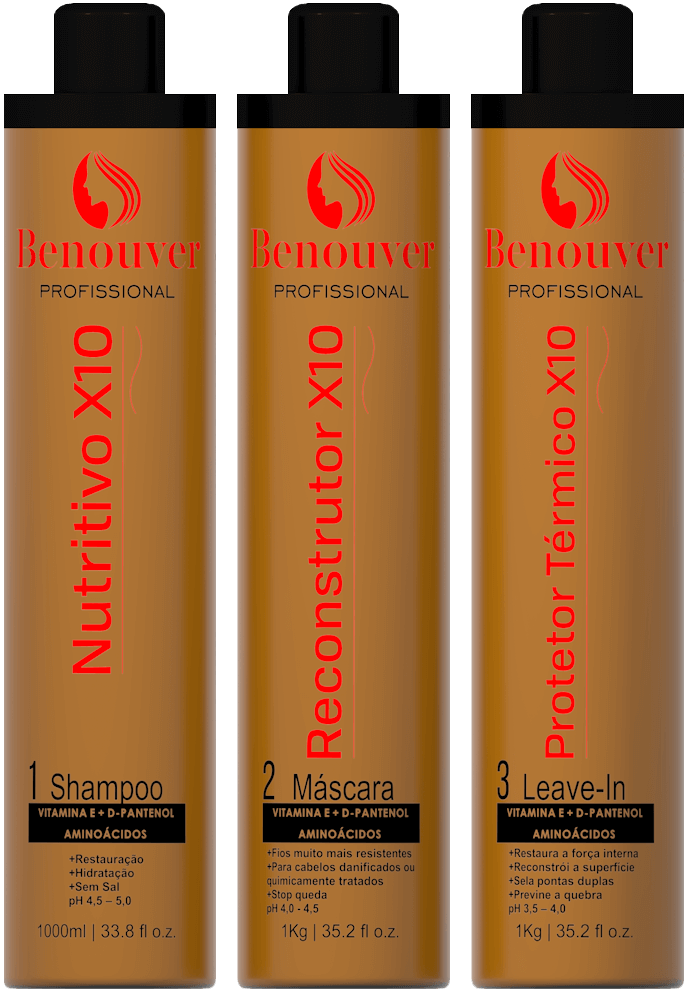 Benouver
PROFISSIONAL
Nutritivo X10
1 Shampoo
VITAMINA E + D-PANTENOL
AMINOÁCIDOS
+Restauração
+Hidratação
+Sem Sal
pH 4,5 – 5,0
1000ml | 33.8 fl o.z.
Benouver
PROFISSIONAL
Reconstrutor X10
2 Máscara
VITAMINA E + D-PANTENOL
AMINOÁCIDOS
+Fios muito mais resistentes
+Para cabelos danificados ou
quimicamente tratados
+Stop queda
pH 4,0 - 4,5
1Kg | 35.2 fl o.z.
Benouver
PROFISSIONAL
Protetor Térmico X10
3 Leave-In
VITAMINA E + D-PANTENOL
AMINOÁCIDOS
+Restaura a força interna
+Reconstrói a superfície
+Sela pontas duplas
+Previne a quebra
pH 3,5 – 4,0
1Kg | 35.2 fl o.z.